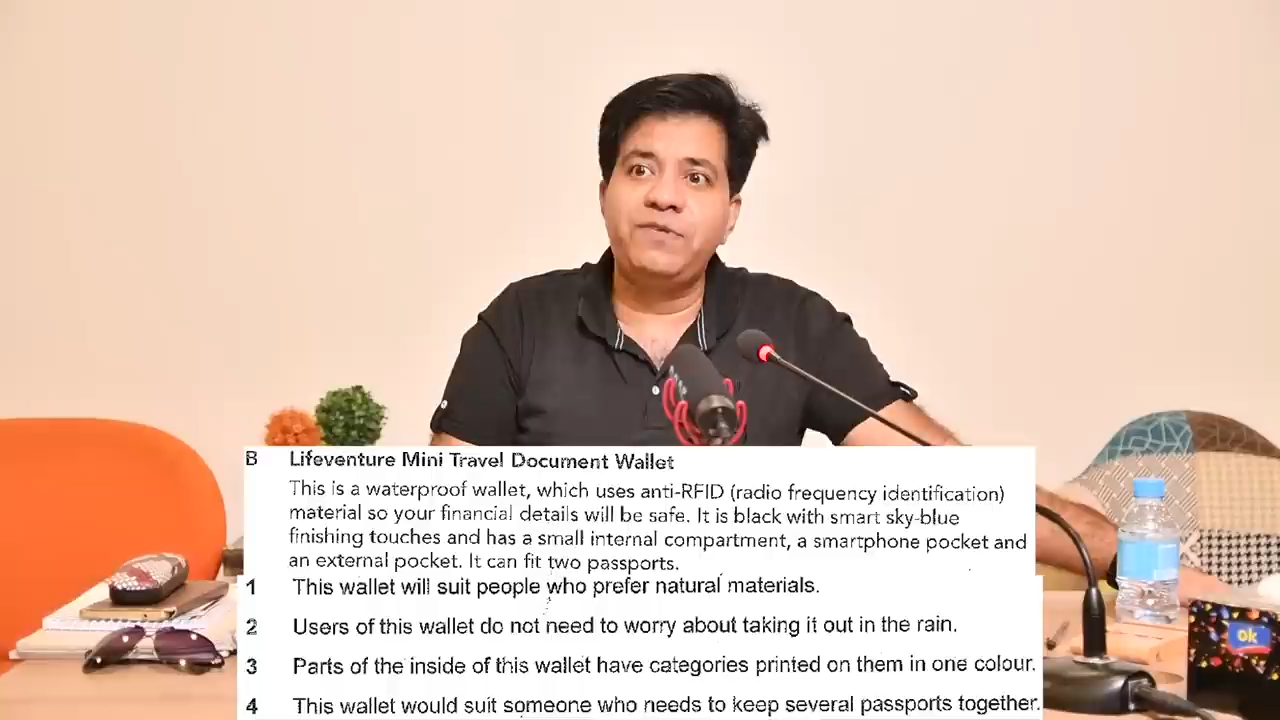 B Lifeventure Mini Travel Document Wallet
This is a waterproof wallet, which uses anti-RFID (radio frequency identification)
material so your financial details will be safe. It is black with smart sky-blue
finishing touches and has a small internal compartment, a smartphone pocket and
an external pocket. It can fit two passports.
1 This wallet will suit people who prefer natural materials.
2 Users of this wallet do not need to worry about taking it out in the rain.
3 Parts of the inside of this wallet have categories printed on them in one colour.
4 This wallet would suit someone who needs to keep several passports together.
ok